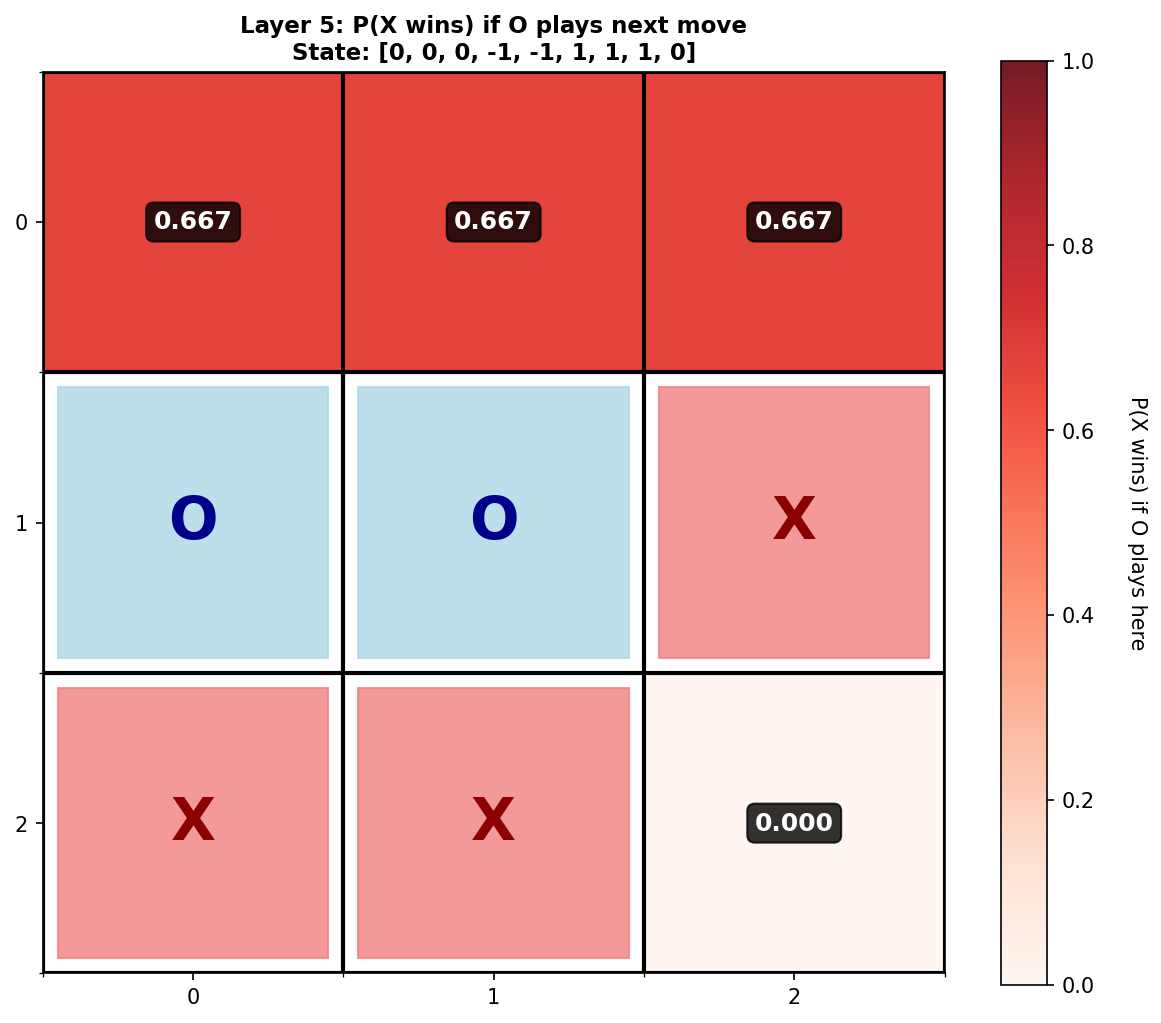 Layer 5: P(X wins) if O plays next move
State: [0, 0, 0, -1, -1, 1, 1, 1, 0]
0
0.667
0.667
0.667
1
O
O
X
2
X
X
0.000
0
1
2
1.0
0.8
0.6
0.4
0.2
0.0
P(X wins) if O plays here